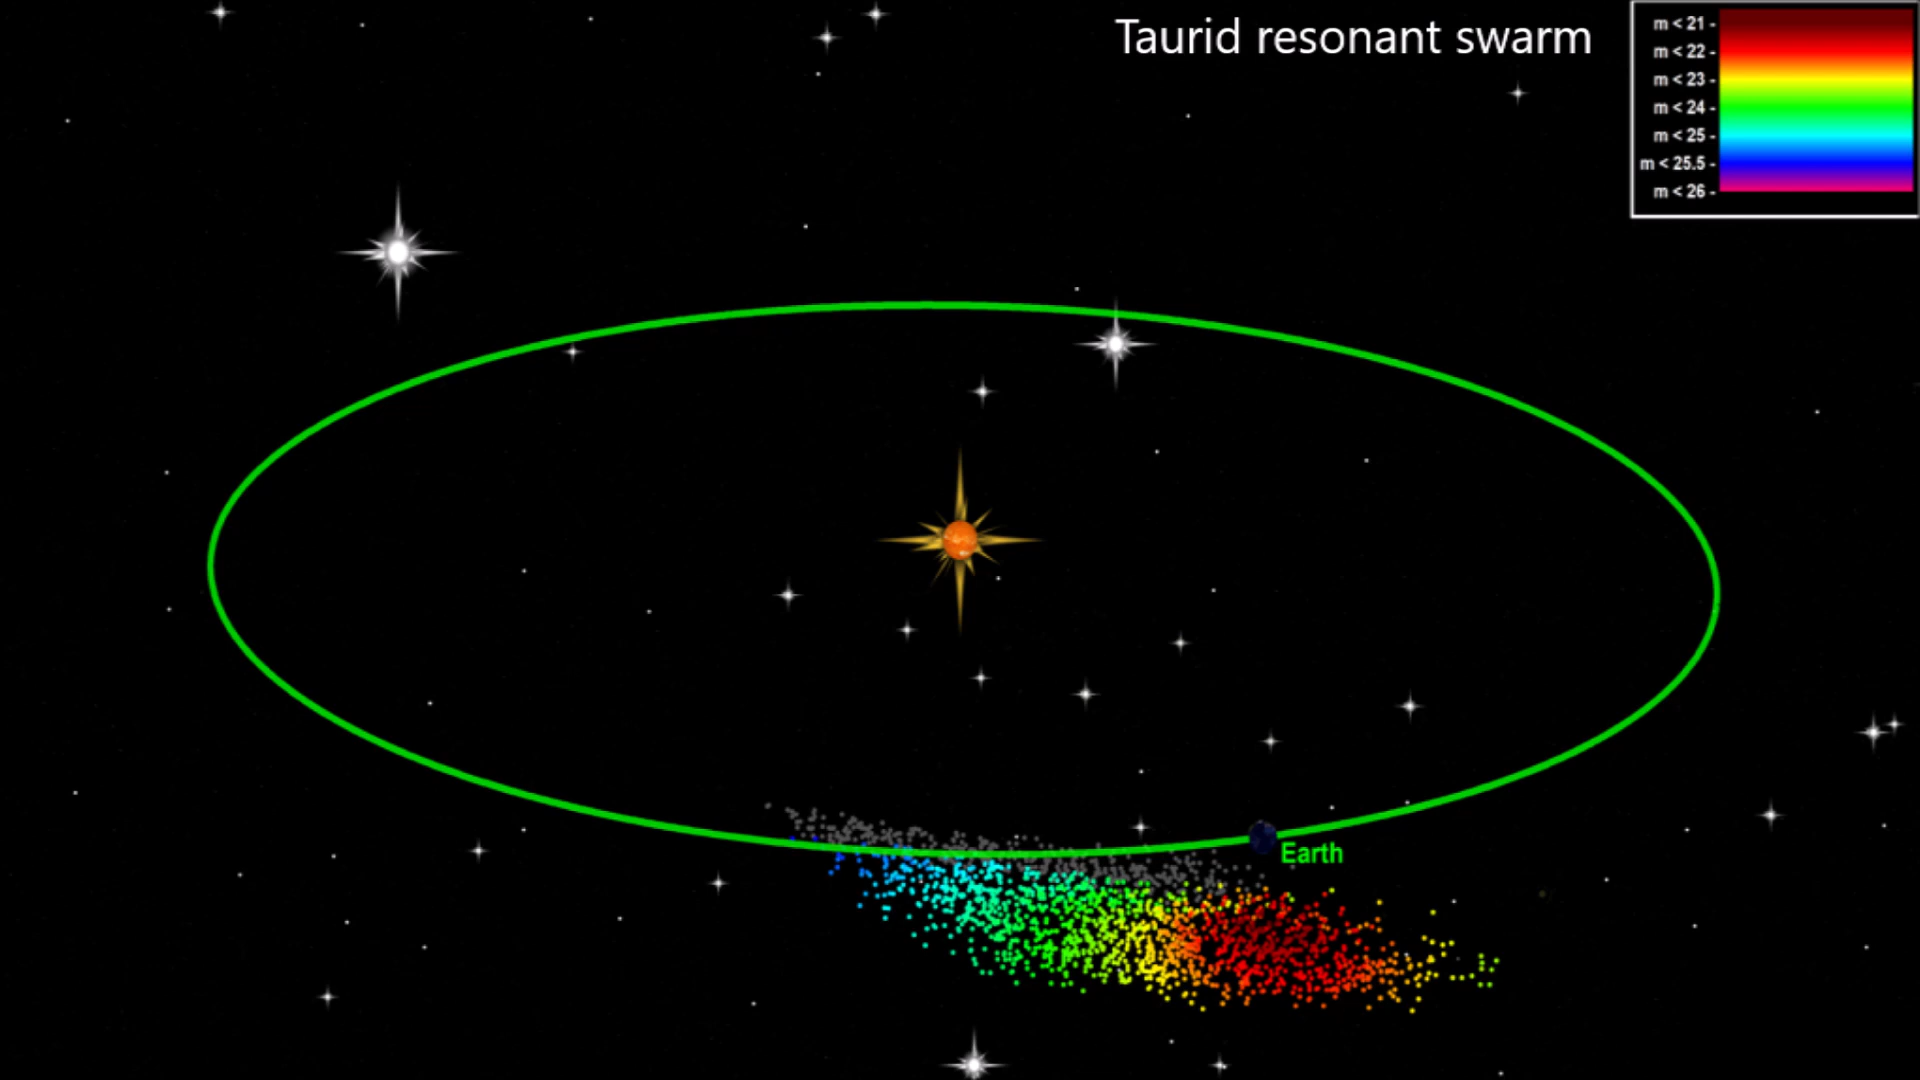 Taurid resonant swarm
m < 21 -
m < 22 -
m < 23 -
m < 24 -
m < 25 -
m < 25.5 -
m < 26 -
Earth